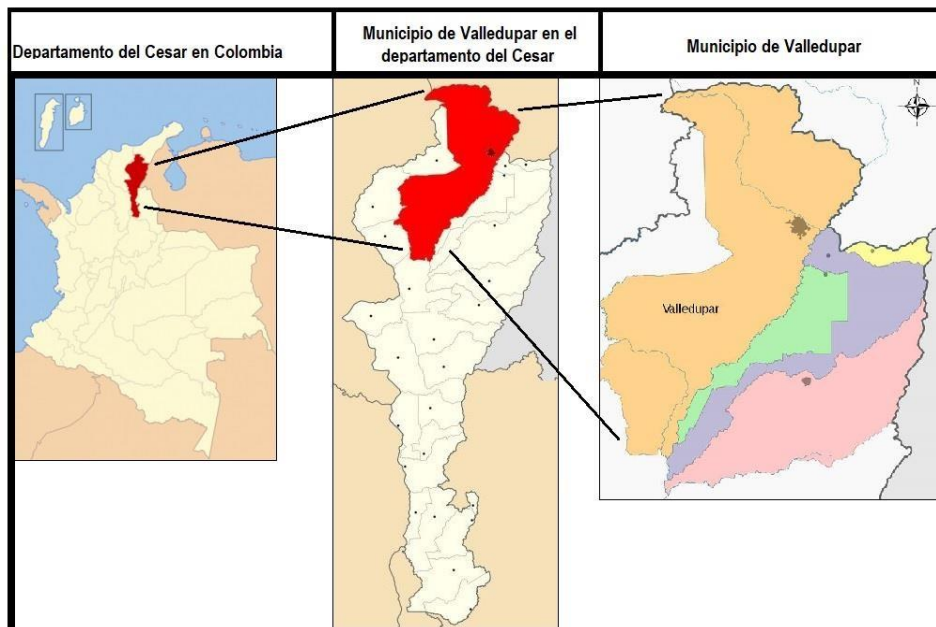 Departamento del Cesar en Colombia
Municipio de Valledupar en el
departamento del Cesar
Municipio de Valledupar
N
Valledupar